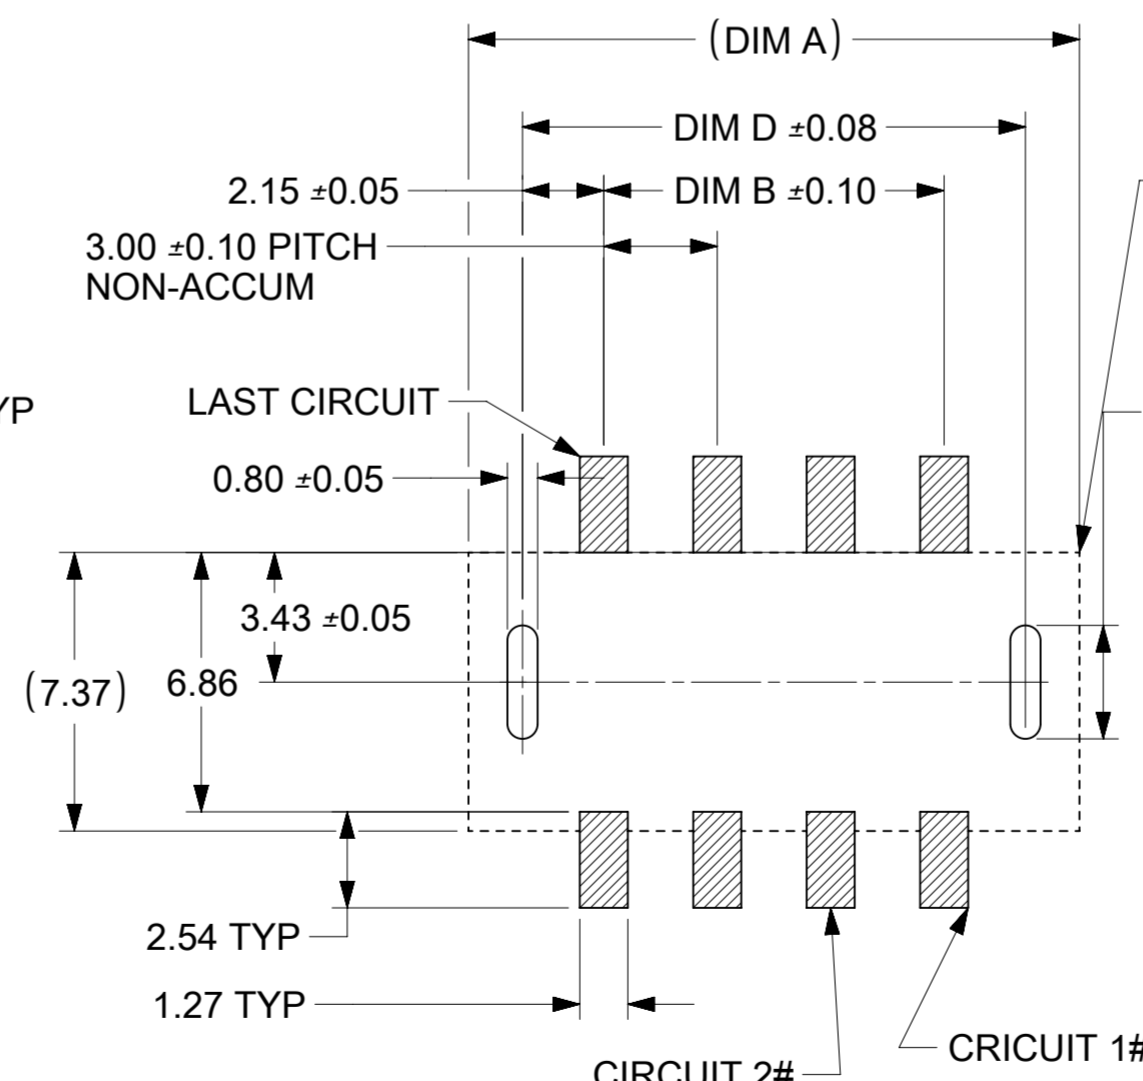 (DIM A)
DIM D ±0.08
2.15 ±0.05
DIM B ±0.10
3.00 ±0.10 PITCH
NON-ACCUM
LAST CIRCUIT
0.80 ±0.05
3.43 ±0.05
(7.37)
6.86
2.54 TYP
1.27 TYP
CRICUIT 1#
CIRCUIT 2#